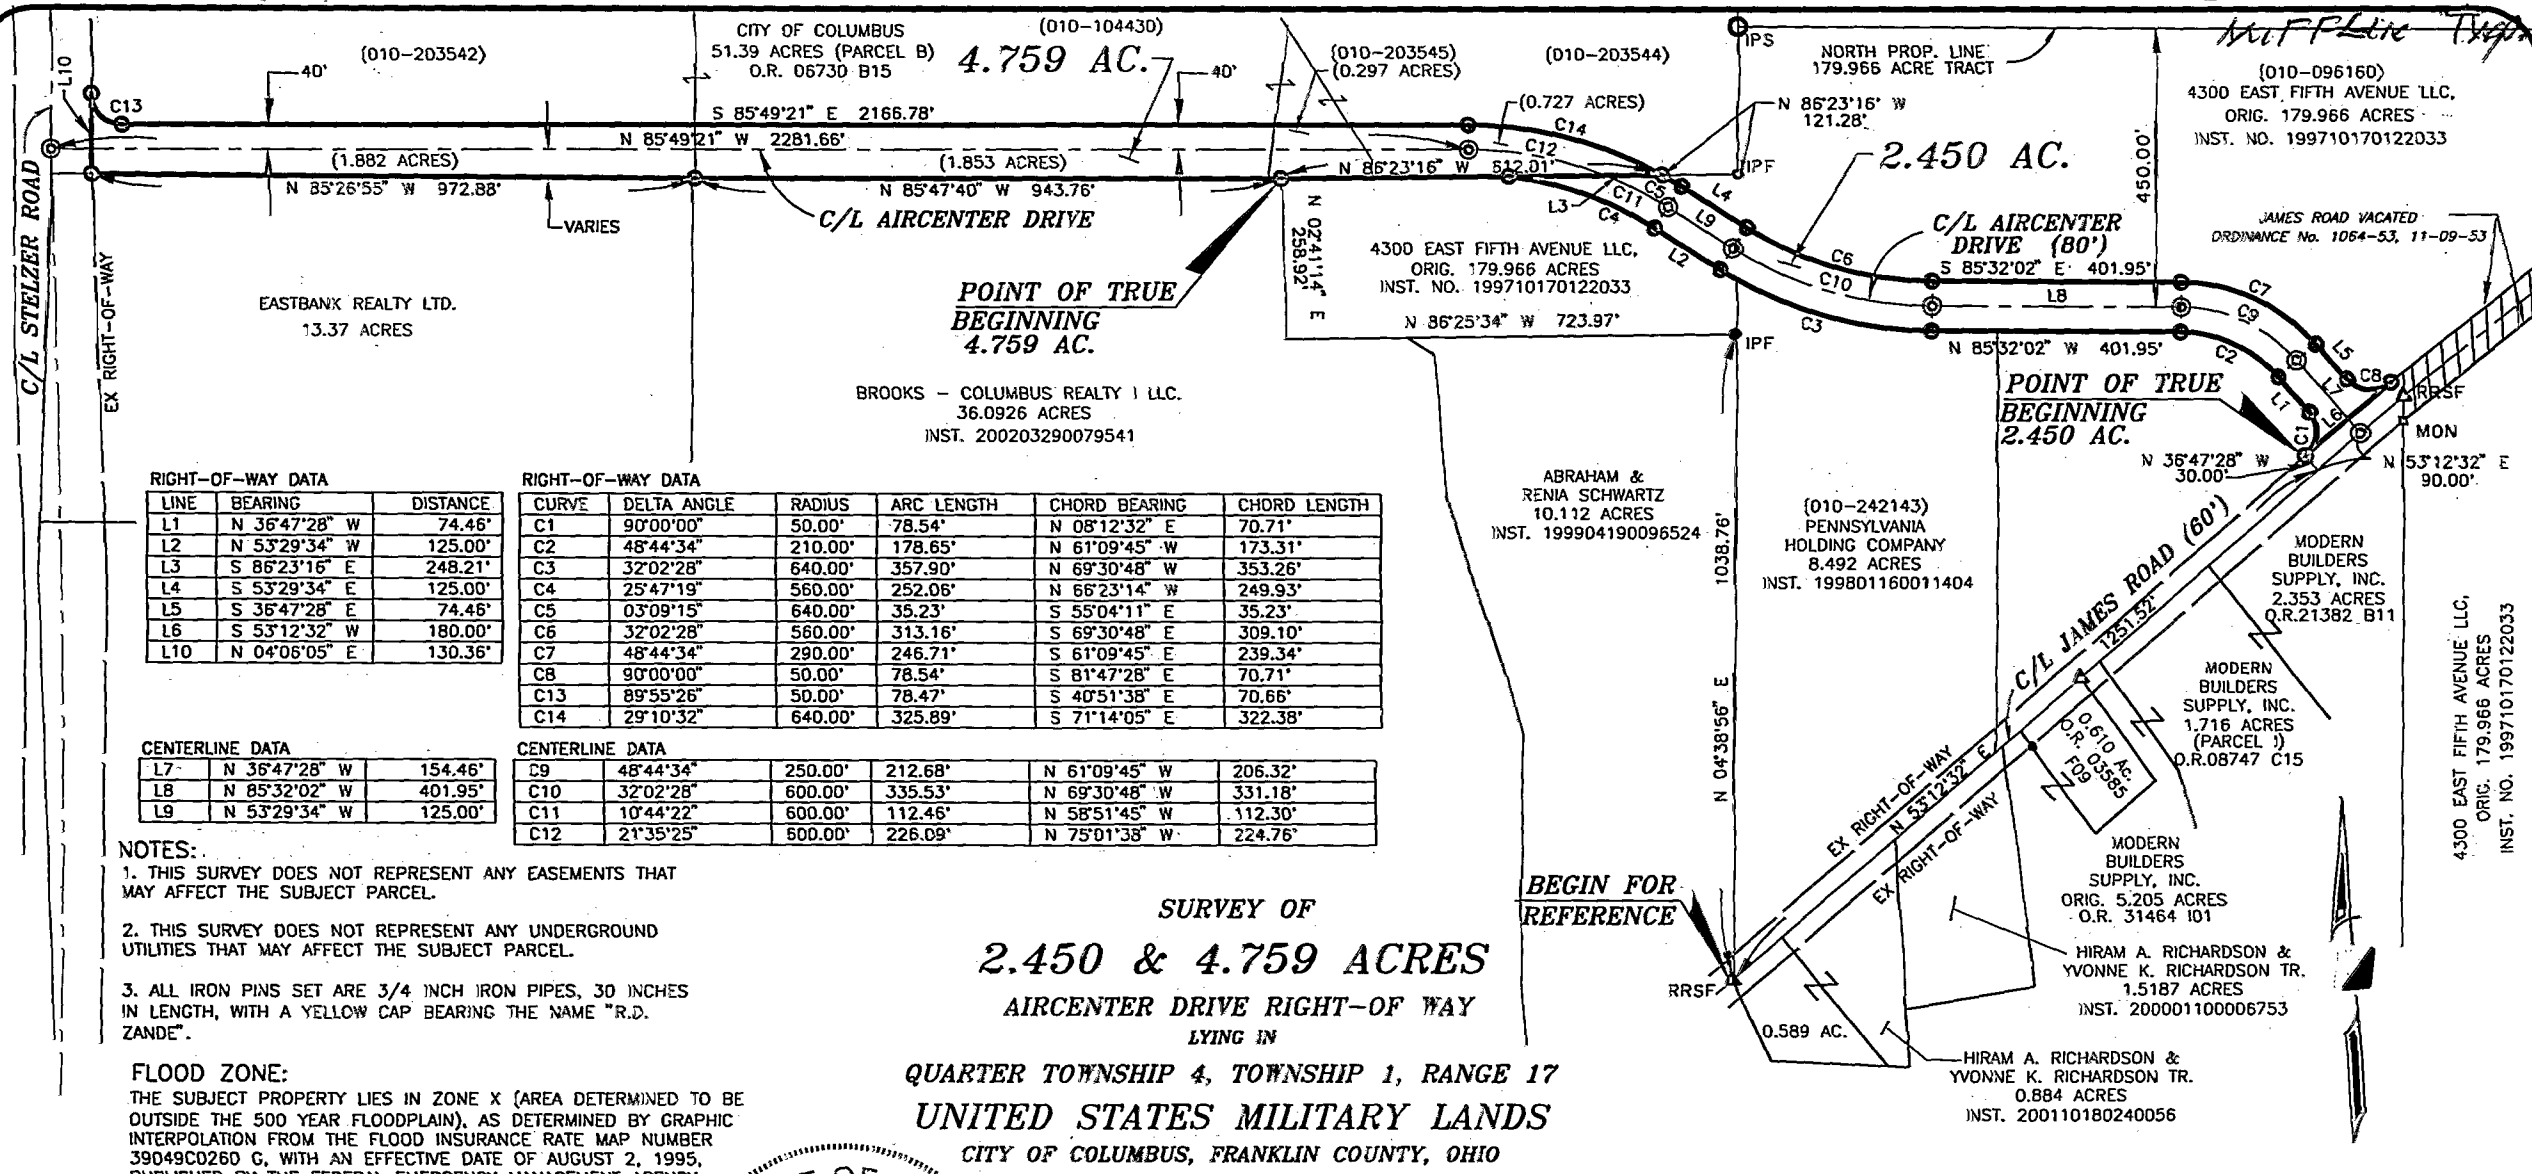 MIFFLIN Twp
L10
(010-203542)
40'
C13
CITY OF COLUMBUS
51.39 ACRES (PARCEL B)
O.R. 06730 B15
(010-104430)
4.759 AC.
40'
(010-203545)
(0.297 ACRES)
(010-203544)
IPS
NORTH PROP. LINE
179.966 ACRE TRACT
(010-096160)
4300 EAST FIFTH AVENUE LLC,
ORIG. 179.966 ACRES
INST. NO. 199710170122033
S 85°49'21" E 2166.78'
N 85°49'21" W 2281.66'
(1.882 ACRES)
(1.853 ACRES)
(0.727 ACRES)
C14
C12
N 86°23'16" W
121.28'
2.450 AC.
450.00'
N 85°26'55" W 972.88'
N 85°47'40" W 943.76'
N 86°23'16" W 612.01'
IPF
VARIES
C/L AIRCENTER DRIVE
L3
C4
C11
C5
L4
L9
L2
C/L AIRCENTER
DRIVE (80')
JAMES ROAD VACATED
ORDINANCE No. 1064-53, 11-09-53
C/L STELZER ROAD
EX RIGHT-OF-WAY
EASTBANK REALTY LTD.
13.37 ACRES
POINT OF TRUE
BEGINNING
4.759 AC.
N 02°41'14" E
258.92'
4300 EAST FIFTH AVENUE LLC,
ORIG. 179.966 ACRES
INST. NO. 199710170122033
N 86°25'34" W 723.97'
IPF
C6
C10
C3
S 85°32'02" E 401.95'
L8
N 85°32'02" W 401.95'
C7
C9
C2
L5
L7
C8
L1
L6
C1
RRSF
MON
BROOKS - COLUMBUS REALTY I LLC.
36.0926 ACRES
INST. 200203290079541
POINT OF TRUE
BEGINNING
2.450 AC.
N 36°47'28" W
30.00'
N 53°12'32" E
90.00'
RIGHT-OF-WAY DATA
LINE BEARING DISTANCE
L1 N 36°47'28" W 74.46'
L2 N 53°29'34" W 125.00'
L3 S 86°23'16" E 248.21'
L4 S 53°29'34" E 125.00'
L5 S 36°47'28" E 74.46'
L6 S 53°12'32" W 180.00'
L10 N 04°06'05" E 130.36'
RIGHT-OF-WAY DATA
CURVE DELTA ANGLE RADIUS ARC LENGTH CHORD BEARING CHORD LENGTH
C1 90°00'00" 50.00' 78.54' N 08°12'32" E 70.71'
C2 48°44'34" 210.00' 178.65' N 61°09'45" W 173.31'
C3 32°02'28" 640.00' 357.90' N 69°30'48" W 353.26'
C4 25°47'19" 560.00' 252.06' N 66°23'14" W 249.93'
C5 03°09'15" 640.00' 35.23' S 55°04'11" E 35.23'
C6 32°02'28" 560.00' 313.16' S 69°30'48" E 309.10'
C7 48°44'34" 290.00' 246.71' S 61°09'45" E 239.34'
C8 90°00'00" 50.00' 78.54' S 81°47'28" E 70.71'
C13 89°55'26" 50.00' 78.47' S 40°51'38" E 70.66'
C14 29°10'32" 640.00' 325.89' S 71°14'05" E 322.38'
CENTERLINE DATA
L7 N 36°47'28" W 154.46'
L8 N 85°32'02" W 401.95'
L9 N 53°29'34" W 125.00'
CENTERLINE DATA
C9 48°44'34" 250.00' 212.68' N 61°09'45" W 206.32'
C10 32°02'28" 600.00' 335.53' N 69°30'48" W 331.18'
C11 10°44'22" 600.00' 112.46' N 58°51'45" W 112.30'
C12 21°35'25" 600.00' 226.09' N 75°01'38" W 224.76'
ABRAHAM &
RENIA SCHWARTZ
10.112 ACRES
INST. 199904190096524
1038.76'
N 04°38'56" E
(010-242143)
PENNSYLVANIA
HOLDING COMPANY
8.492 ACRES
INST. 199801160011404
C/L JAMES ROAD (60')
1251.52'
N 53°12'32" E
EX RIGHT-OF-WAY
EX RIGHT-OF-WAY
MODERN
BUILDERS
SUPPLY, INC.
2.353 ACRES
O.R.21382 B11
MODERN
BUILDERS
SUPPLY, INC.
1.716 ACRES
(PARCEL 1)
O.R.08747 C15
0.610 AC.
O.R. 03585
F09
4300 EAST FIFTH AVENUE LLC,
ORIG. 179.966 ACRES
INST. NO. 199710170122033
MODERN
BUILDERS
SUPPLY, INC.
ORIG. 5.205 ACRES
O.R. 31464 I01
HIRAM A. RICHARDSON &
YVONNE K. RICHARDSON TR.
1.5187 ACRES
INST. 200001100006753
HIRAM A. RICHARDSON &
YVONNE K. RICHARDSON TR.
0.884 ACRES
INST. 200110180240056
BEGIN FOR
REFERENCE
RRSF
0.589 AC.
NOTES:
1. THIS SURVEY DOES NOT REPRESENT ANY EASEMENTS THAT
MAY AFFECT THE SUBJECT PARCEL.
2. THIS SURVEY DOES NOT REPRESENT ANY UNDERGROUND
UTILITIES THAT MAY AFFECT THE SUBJECT PARCEL.
3. ALL IRON PINS SET ARE 3/4 INCH IRON PIPES, 30 INCHES
IN LENGTH, WITH A YELLOW CAP BEARING THE NAME "R.D.
ZANDE".
FLOOD ZONE:
THE SUBJECT PROPERTY LIES IN ZONE X (AREA DETERMINED TO BE
OUTSIDE THE 500 YEAR FLOODPLAIN), AS DETERMINED BY GRAPHIC
INTERPOLATION FROM THE FLOOD INSURANCE RATE MAP NUMBER
39049C0260 G, WITH AN EFFECTIVE DATE OF AUGUST 2, 1995,
PUBLISHED BY THE FEDERAL EMERGENCY MANAGEMENT AGENCY
SURVEY OF
2.450 & 4.759 ACRES
AIRCENTER DRIVE RIGHT-OF WAY
LYING IN
QUARTER TOWNSHIP 4, TOWNSHIP 1, RANGE 17
UNITED STATES MILITARY LANDS
CITY OF COLUMBUS, FRANKLIN COUNTY, OHIO
OF